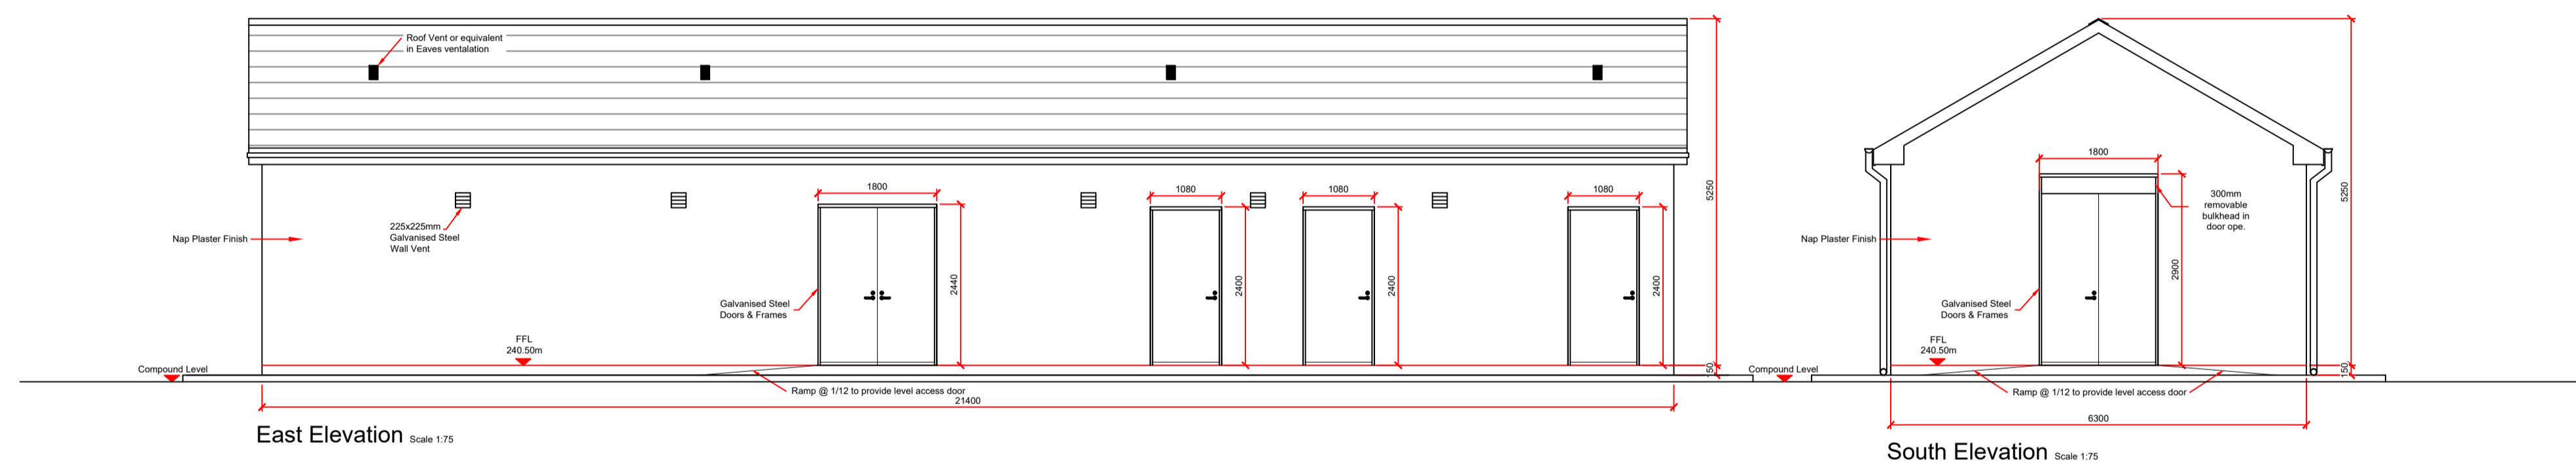 Roof Vent or equivalent
in Eaves ventalation
225x225mm
Galvanised Steel
Wall Vent
Nap Plaster Finish
Galvanised Steel
Doors & Frames
1800
2440
1080
2400
1080
2400
1080
2400
5250
150
FFL
240.50m
Compound Level
Ramp @ 1/12 to provide level access door
21400
East Elevation Scale 1:75
1800
300mm
removable
bulkhead in
door ope.
Nap Plaster Finish
Galvanised Steel
Doors & Frames
2900
5250
150
FFL
240.50m
Compound Level
Ramp @ 1/12 to provide level access door
6300
South Elevation Scale 1:75